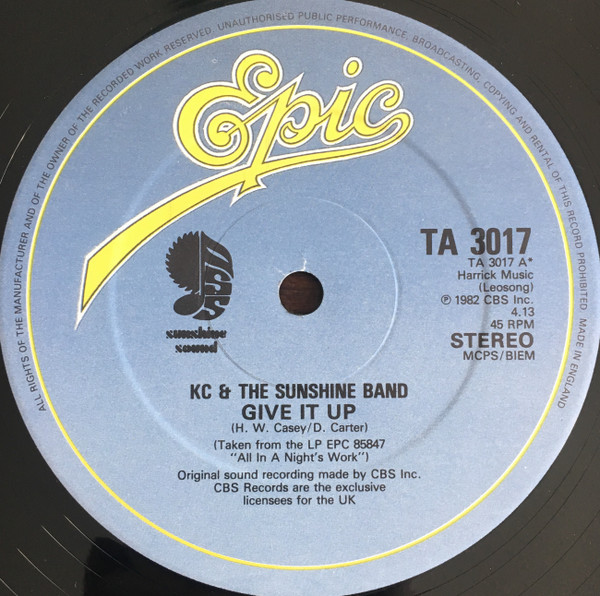 ALL RIGHTS OF THE MANUFACTURER AND OF THE OWNER OF THE RECORDED WORK RESERVED. UNAUTHORISED PUBLIC PERFORMANCE, BROADCASTING, COPYING AND RENTAL OF THIS RECORD PROHIBITED. MADE IN ENGLAND
Epic
TSS
sunshine
sound
TA 3017
TA 3017 A*
Harrick Music
(Leosong)
℗ 1982 CBS Inc.
4.13
45 RPM
STEREO
MCPS/BIEM
KC & THE SUNSHINE BAND
GIVE IT UP
(H. W. Casey/D. Carter)
(Taken from the LP EPC 85847
"All In A Night's Work")
Original sound recording made by CBS Inc.
CBS Records are the exclusive
licensees for the UK